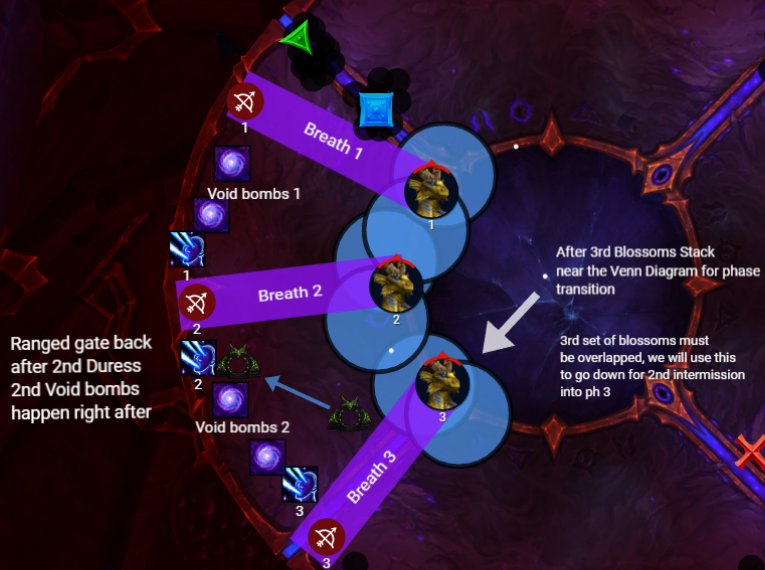 1
Breath 1
Void bombs 1
1
1
After 3rd Blossoms Stack
near the Venn Diagram for phase
transition
Breath 2
2
2
Ranged gate back
after 2nd Duress
2nd Void bombs
happen right after
3rd set of blossoms must
be overlapped, we will use this
to go down for 2nd intermission
into ph 3
2
Void bombs 2
3
Breath 3
3
3